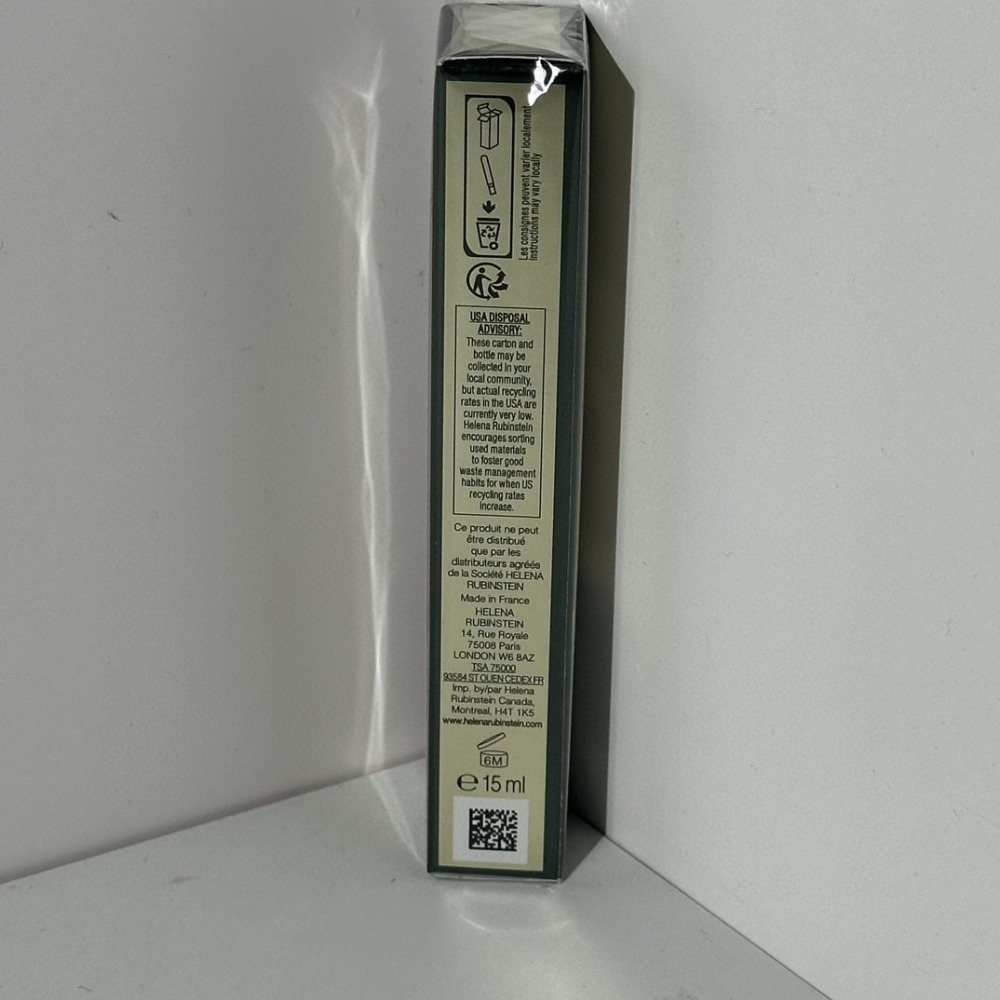 Les consignes peuvent varier localement
Instructions may vary locally
USA DISPOSAL
ADVISORY:
These carton and
bottle may be
collected in your
local community,
but actual recycling
rates in the USA are
currently very low.
Helena Rubinstein
encourages sorting
used materials
to foster good
waste management
habits for when US
recycling rates
increase.
Ce produit ne peut
être distribué
que par les
distributeurs agréés
de la Société HELENA
RUBINSTEIN
Made in France
HELENA
RUBINSTEIN
14, Rue Royale
75008 Paris
LONDON W6 8AZ
TSA 75000
93584 ST OUEN CEDEX FR
Imp. by/par Helena
Rubinstein Canada,
Montreal, H4T 1K5
www.helenarubinstein.com
6M
℮ 15 ml